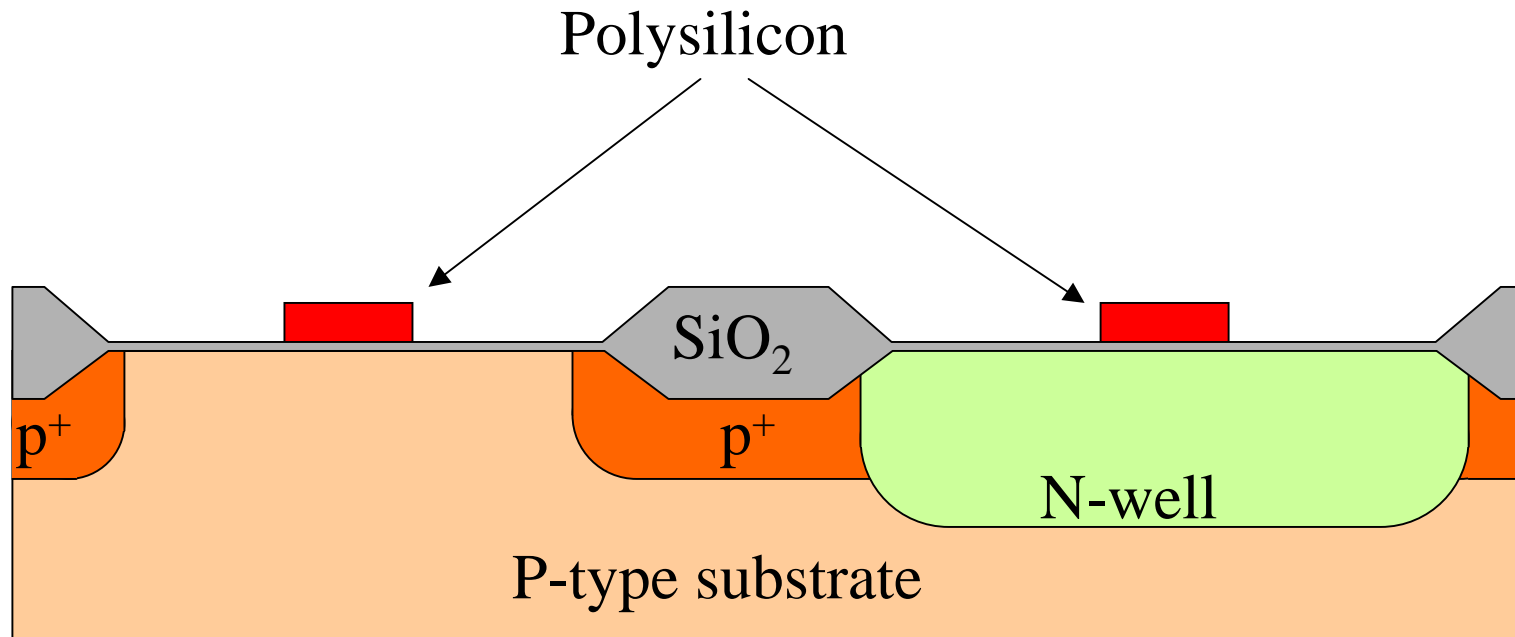 Polysilicon
SiO₂
p⁺
p⁺
N-well
P-type substrate